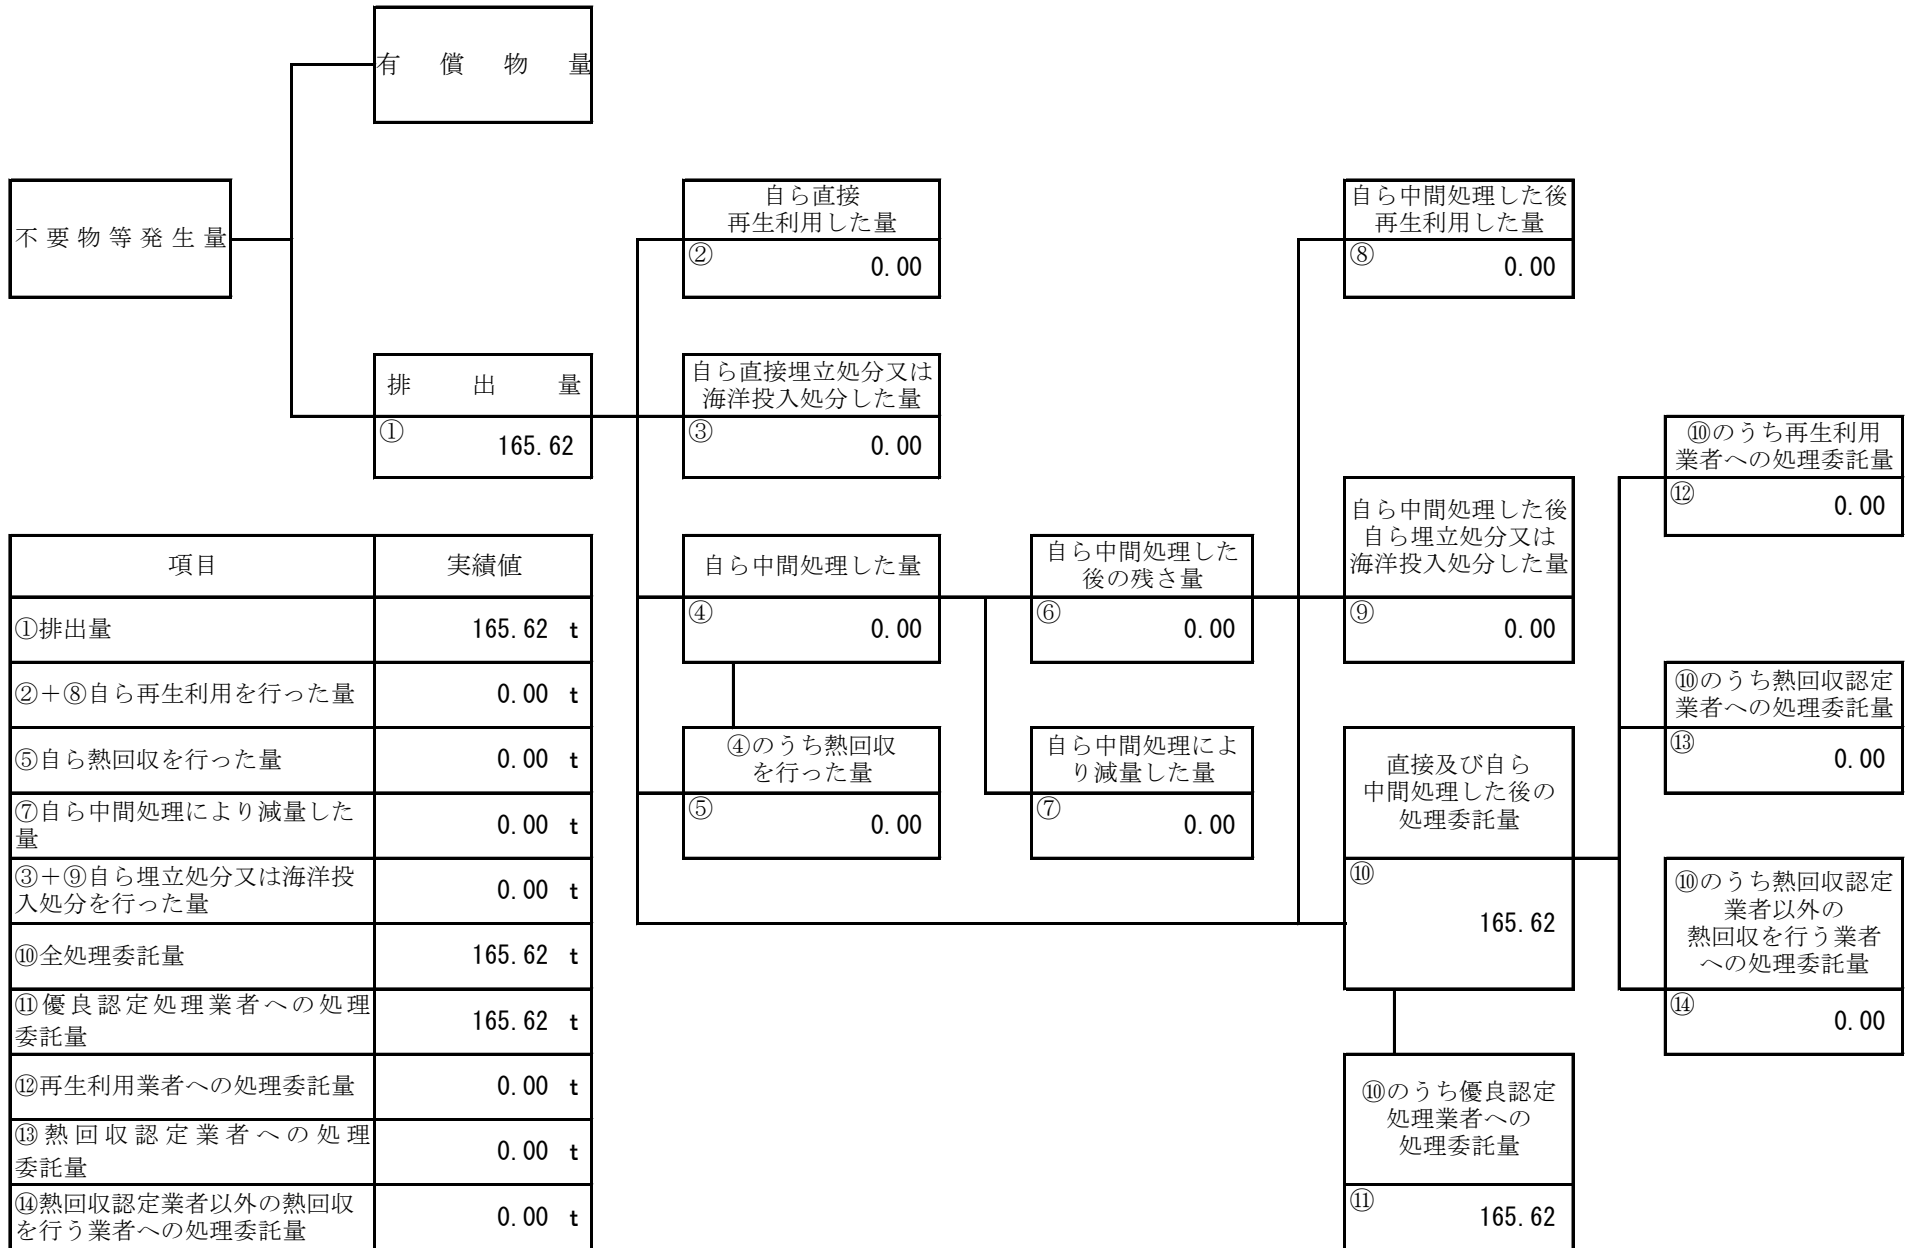 有償物量
不要物等発生量
自ら直接
再生利用した量
②
0.00
自ら中間処理した後
再生利用した量
⑧
0.00
排出量
①
165.62
自ら直接埋立処分又は
海洋投入処分した量
③
0.00
⑩のうち再生利用
業者への処理委託量
⑫
0.00
自ら中間処理した量
④
0.00
自ら中間処理した
後の残さ量
⑥
0.00
自ら中間処理した後
自ら埋立処分又は
海洋投入処分した量
⑨
0.00
⑩のうち熱回収認定
業者への処理委託量
⑬
0.00
④のうち熱回収
を行った量
⑤
0.00
自ら中間処理によ
り減量した量
⑦
0.00
直接及び自ら
中間処理した後の
処理委託量
⑩
165.62
⑩のうち熱回収認定
業者以外の
熱回収を行う業者
への処理委託量
⑭
0.00
⑩のうち優良認定
処理業者への
処理委託量
⑪
165.62
項目 実績値
①排出量 165.62 t
②+⑧自ら再生利用を行った量 0.00 t
⑤自ら熱回収を行った量 0.00 t
⑦自ら中間処理により減量した
量 0.00 t
③+⑨自ら埋立処分又は海洋投
入処分を行った量 0.00 t
⑩全処理委託量 165.62 t
⑪優良認定処理業者への処理
委託量 165.62 t
⑫再生利用業者への処理委託量 0.00 t
⑬熱回収認定業者への処理
委託量 0.00 t
⑭熱回収認定業者以外の熱回収
を行う業者への処理委託量 0.00 t